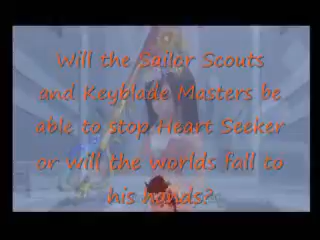 Will the Sailor Scouts
and Keyblade Masters be
able to stop Heart Seeker
or will the worlds fall to
his hands?